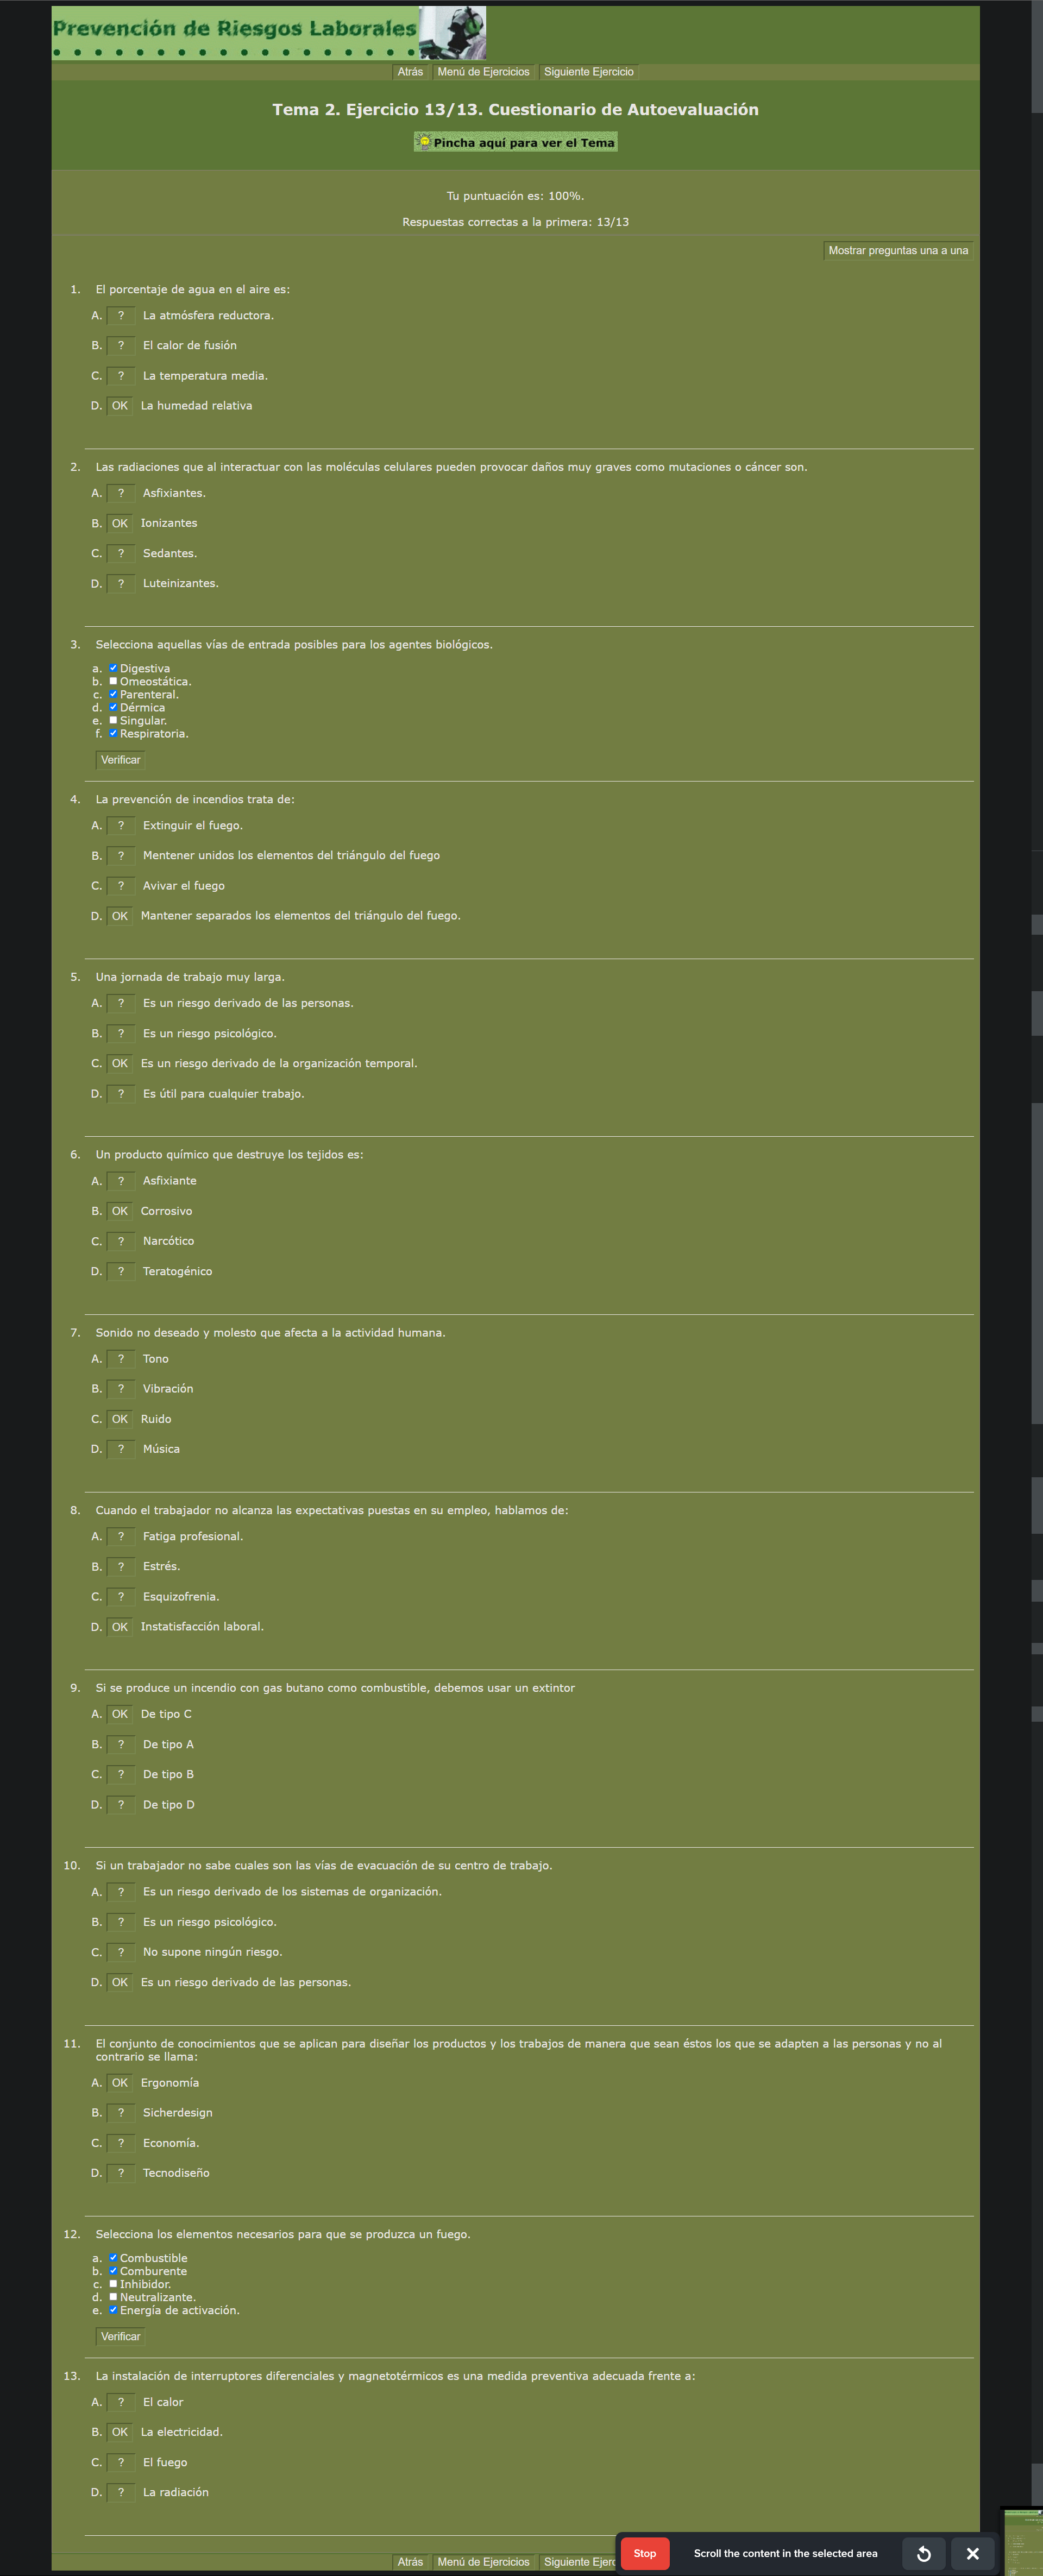 Prevención de Riesgos Laborales
Atrás Menú de Ejercicios Siguiente Ejercicio
Tema 2. Ejercicio 13/13. Cuestionario de Autoevaluación
Pincha aquí para ver el Tema
Tu puntuación es: 100%.
Respuestas correctas a la primera: 13/13
Mostrar preguntas una a una
1. El porcentaje de agua en el aire es:
A. ? La atmósfera reductora.
B. ? El calor de fusión
C. ? La temperatura media.
D. OK La humedad relativa
2. Las radiaciones que al interactuar con las moléculas celulares pueden provocar daños muy graves como mutaciones o cáncer son.
A. ? Asfixiantes.
B. OK Ionizantes
C. ? Sedantes.
D. ? Luteinizantes.
3. Selecciona aquellas vías de entrada posibles para los agentes biológicos.
a. Digestiva
b. Omeostática.
c. Parenteral.
d. Dérmica
e. Singular.
f. Respiratoria.
Verificar
4. La prevención de incendios trata de:
A. ? Extinguir el fuego.
B. ? Mentener unidos los elementos del triángulo del fuego
C. ? Avivar el fuego
D. OK Mantener separados los elementos del triángulo del fuego.
5. Una jornada de trabajo muy larga.
A. ? Es un riesgo derivado de las personas.
B. ? Es un riesgo psicológico.
C. OK Es un riesgo derivado de la organización temporal.
D. ? Es útil para cualquier trabajo.
6. Un producto químico que destruye los tejidos es:
A. ? Asfixiante
B. OK Corrosivo
C. ? Narcótico
D. ? Teratogénico
7. Sonido no deseado y molesto que afecta a la actividad humana.
A. ? Tono
B. ? Vibración
C. OK Ruido
D. ? Música
8. Cuando el trabajador no alcanza las expectativas puestas en su empleo, hablamos de:
A. ? Fatiga profesional.
B. ? Estrés.
C. ? Esquizofrenia.
D. OK Instatisfacción laboral.
9. Si se produce un incendio con gas butano como combustible, debemos usar un extintor
A. OK De tipo C
B. ? De tipo A
C. ? De tipo B
D. ? De tipo D
10. Si un trabajador no sabe cuales son las vías de evacuación de su centro de trabajo.
A. ? Es un riesgo derivado de los sistemas de organización.
B. ? Es un riesgo psicológico.
C. ? No supone ningún riesgo.
D. OK Es un riesgo derivado de las personas.
11. El conjunto de conocimientos que se aplican para diseñar los productos y los trabajos de manera que sean éstos los que se adapten a las personas y no al
contrario se llama:
A. OK Ergonomía
B. ? Sicherdesign
C. ? Economía.
D. ? Tecnodiseño
12. Selecciona los elementos necesarios para que se produzca un fuego.
a. Combustible
b. Comburente
c. Inhibidor.
d. Neutralizante.
e. Energía de activación.
Verificar
13. La instalación de interruptores diferenciales y magnetotérmicos es una medida preventiva adecuada frente a:
A. ? El calor
B. OK La electricidad.
C. ? El fuego
D. ? La radiación
Stop Scroll the content in the selected area
Atrás Menú de Ejercicios Siguiente Ejerc